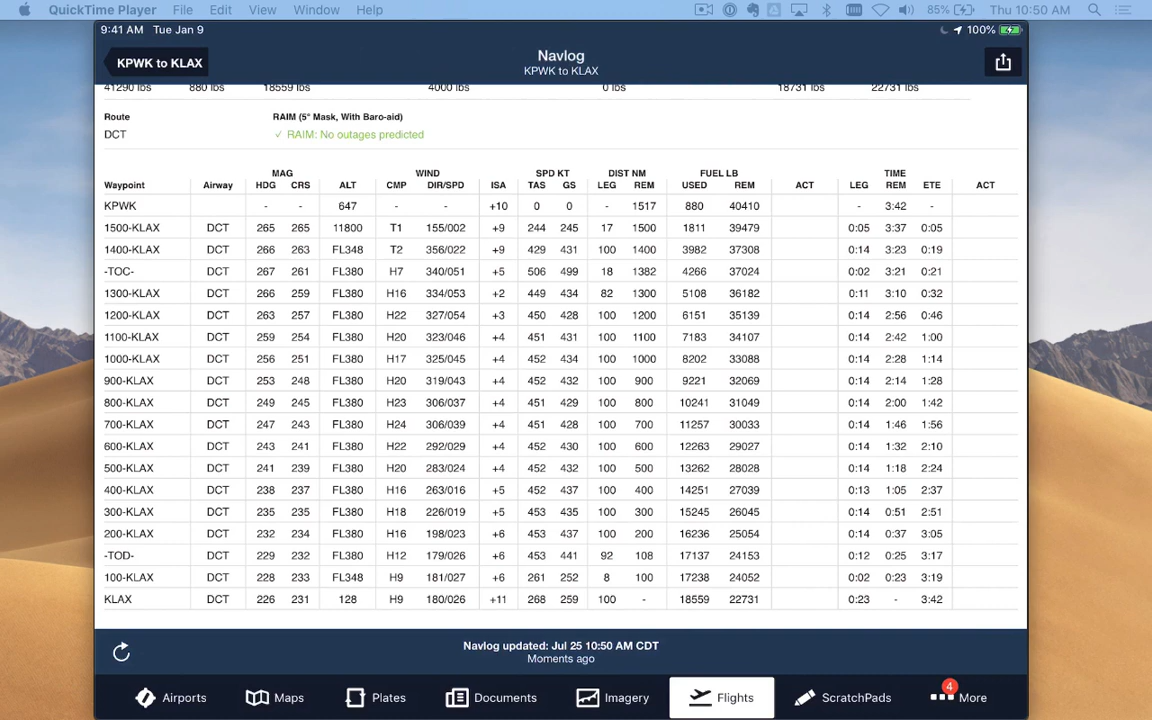 QuickTime Player File Edit View Window Help 85% Thu 10:50 AM
9:41 AM Tue Jan 9 100%
KPWK to KLAX
Navlog
KPWK to KLAX
41290 lbs 880 lbs 18559 lbs 4000 lbs 0 lbs 18731 lbs 22731 lbs
Route RAIM (5° Mask, With Baro-aid)
DCT ✓ RAIM: No outages predicted
MAG WIND SPD KT DIST NM FUEL LB TIME
Waypoint Airway HDG CRS ALT CMP DIR/SPD ISA TAS GS LEG REM USED REM ACT LEG REM ETE ACT
KPWK - - 647 - - +10 0 0 - 1517 880 40410 - 3:42 -
1500-KLAX DCT 265 265 11800 T1 155/002 +9 244 245 17 1500 1811 39479 0:05 3:37 0:05
1400-KLAX DCT 266 263 FL348 T2 356/022 +9 429 431 100 1400 3982 37308 0:14 3:23 0:19
-TOC- DCT 267 261 FL380 H7 340/051 +5 506 499 18 1382 4266 37024 0:02 3:21 0:21
1300-KLAX DCT 266 259 FL380 H16 334/053 +2 449 434 82 1300 5108 36182 0:11 3:10 0:32
1200-KLAX DCT 263 257 FL380 H22 327/054 +3 450 428 100 1200 6151 35139 0:14 2:56 0:46
1100-KLAX DCT 259 254 FL380 H20 323/046 +4 451 431 100 1100 7183 34107 0:14 2:42 1:00
1000-KLAX DCT 256 251 FL380 H17 325/045 +4 452 434 100 1000 8202 33088 0:14 2:28 1:14
900-KLAX DCT 253 248 FL380 H20 319/043 +4 452 432 100 900 9221 32069 0:14 2:14 1:28
800-KLAX DCT 249 245 FL380 H23 306/037 +4 451 429 100 800 10241 31049 0:14 2:00 1:42
700-KLAX DCT 247 243 FL380 H24 306/039 +4 451 428 100 700 11257 30033 0:14 1:46 1:56
600-KLAX DCT 243 241 FL380 H22 292/029 +4 452 430 100 600 12263 29027 0:14 1:32 2:10
500-KLAX DCT 241 239 FL380 H20 283/024 +4 452 432 100 500 13262 28028 0:14 1:18 2:24
400-KLAX DCT 238 237 FL380 H16 263/016 +5 452 437 100 400 14251 27039 0:13 1:05 2:37
300-KLAX DCT 235 235 FL380 H18 226/019 +5 453 435 100 300 15245 26045 0:14 0:51 2:51
200-KLAX DCT 232 234 FL380 H16 198/023 +6 453 437 100 200 16236 25054 0:14 0:37 3:05
-TOD- DCT 229 232 FL380 H12 179/026 +6 453 441 92 108 17137 24153 0:12 0:25 3:17
100-KLAX DCT 228 233 FL348 H9 181/027 +6 261 252 8 100 17238 24052 0:02 0:23 3:19
KLAX DCT 226 231 128 H9 180/026 +11 268 259 100 - 18559 22731 0:23 - 3:42
Navlog updated: Jul 25 10:50 AM CDT
Moments ago
Airports Maps Plates Documents Imagery Flights ScratchPads 4 More